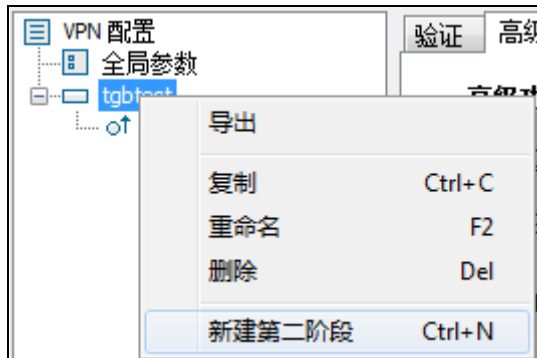 VPN 配置
验证
全局参数
导出
复制 Ctrl+C
重命名 F2
删除 Del
新建第二阶段 Ctrl+N